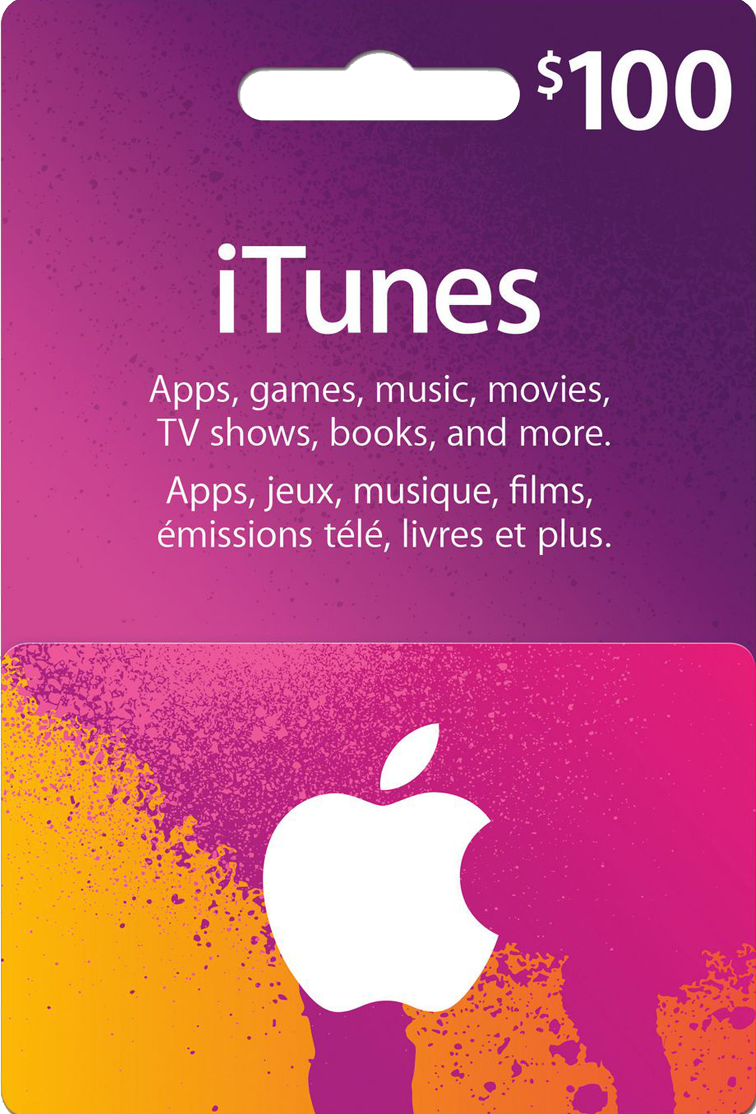 $100
iTunes
Apps, games, music, movies,
TV shows, books, and more.
Apps, jeux, musique, films,
émissions télé, livres et plus.